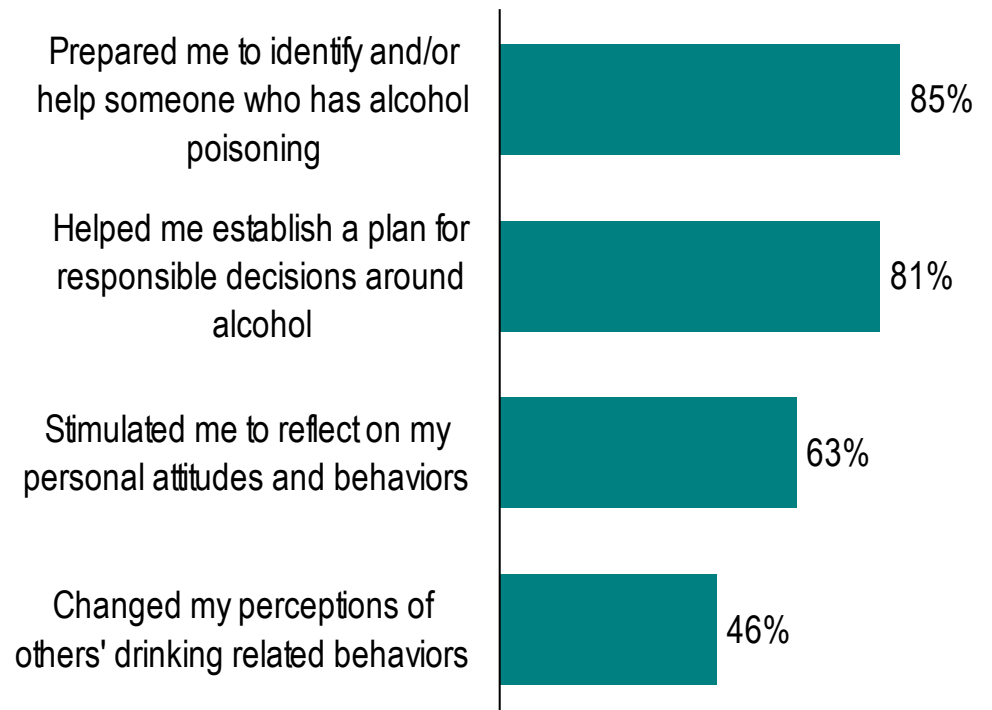 Prepared me to identify and/or
help someone who has alcohol
poisoning
85%
Helped me establish a plan for
responsible decisions around
alcohol
81%
Stimulated me to reflect on my
personal attitudes and behaviors
63%
Changed my perceptions of
others' drinking related behaviors
46%